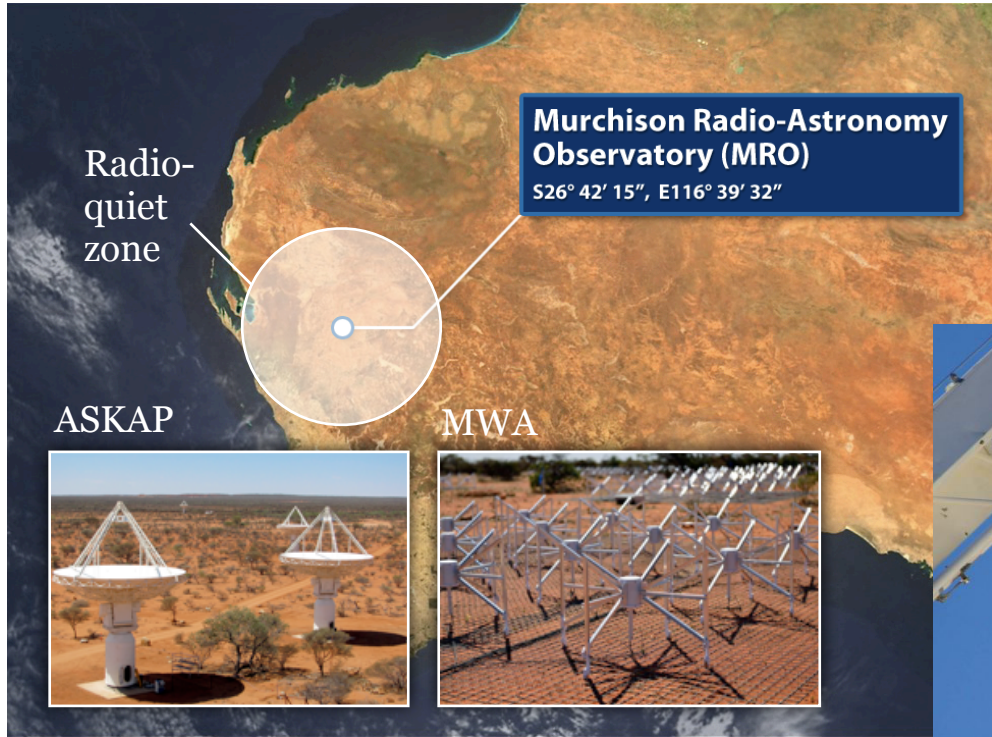 Murchison Radio-Astronomy
Observatory (MRO)
S26° 42’ 15”, E116° 39’ 32”
Radio-
quiet
zone
ASKAP
MWA